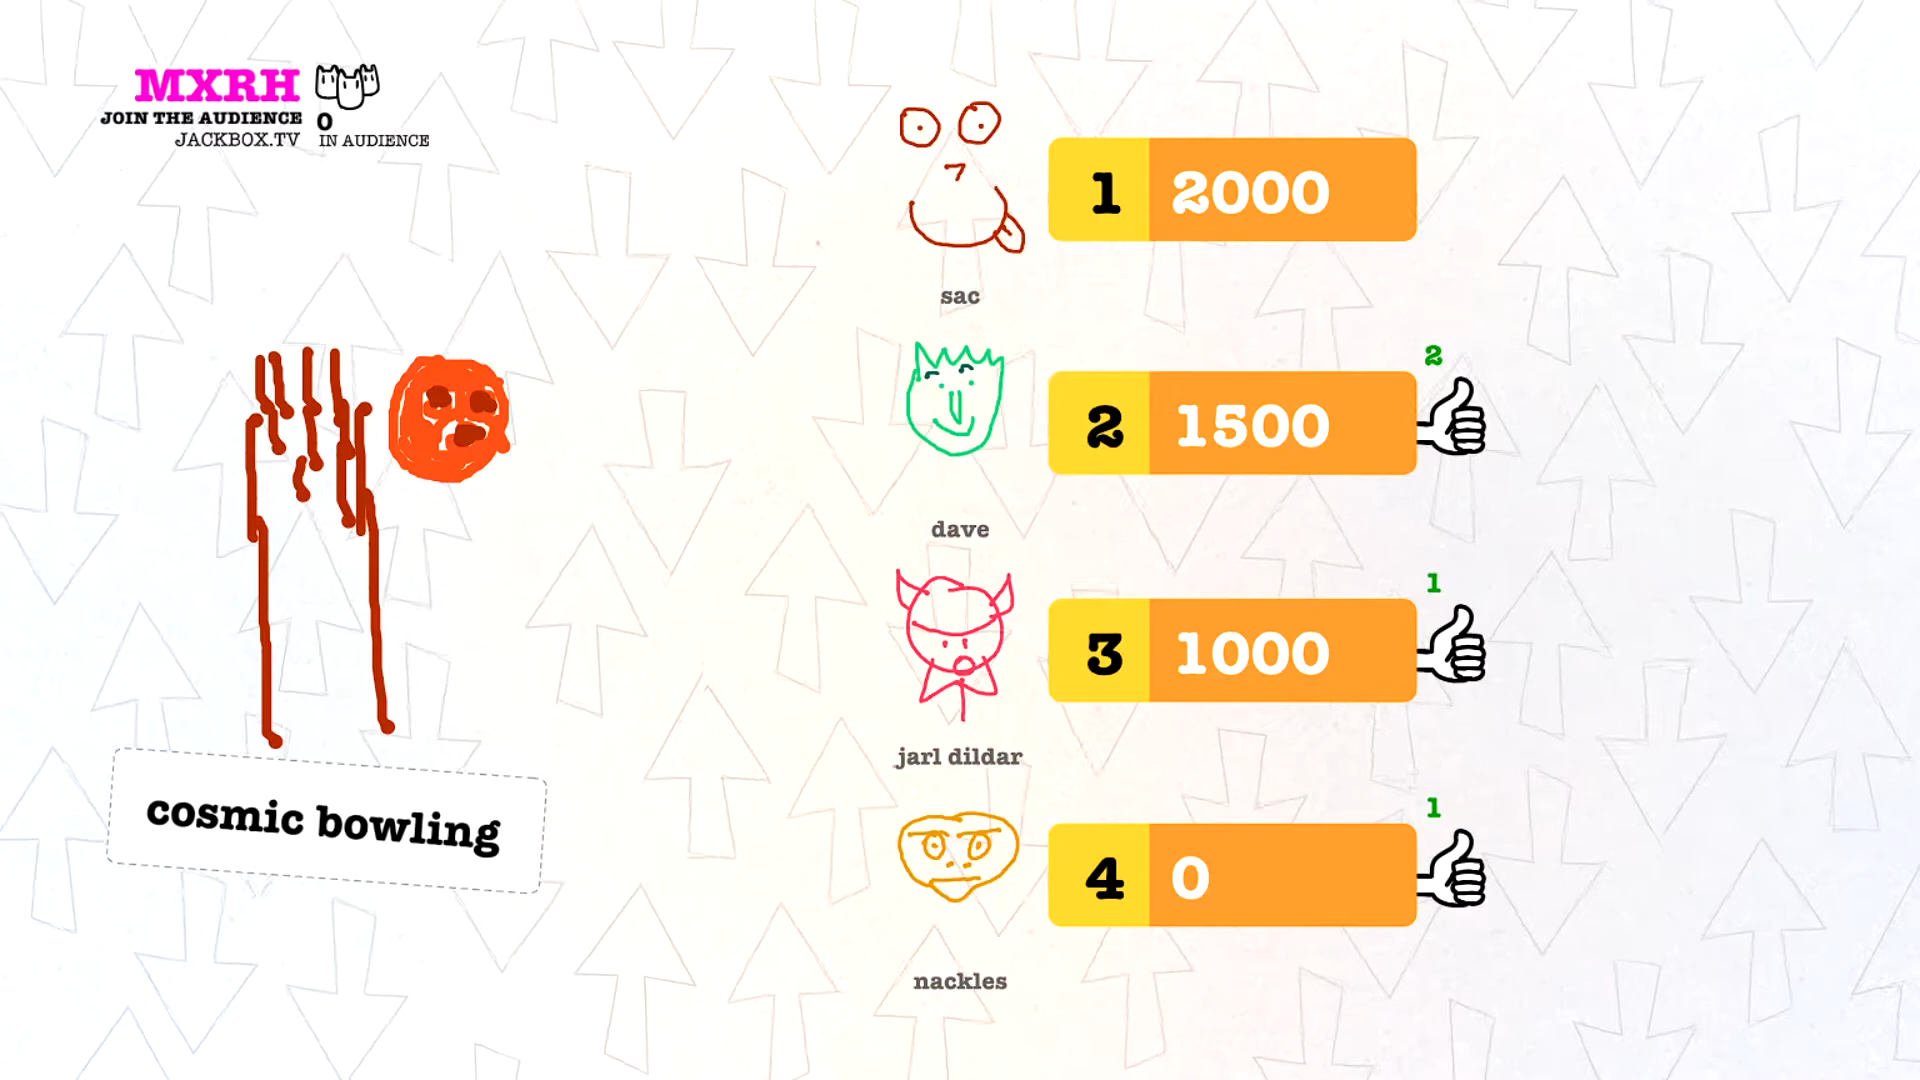 MXRH
JOIN THE AUDIENCE
JACKBOX.TV
0
IN AUDIENCE
cosmic bowling
1 2000
sac
2 1500
2
dave
3 1000
1
jarl dildar
4 0
1
nackles